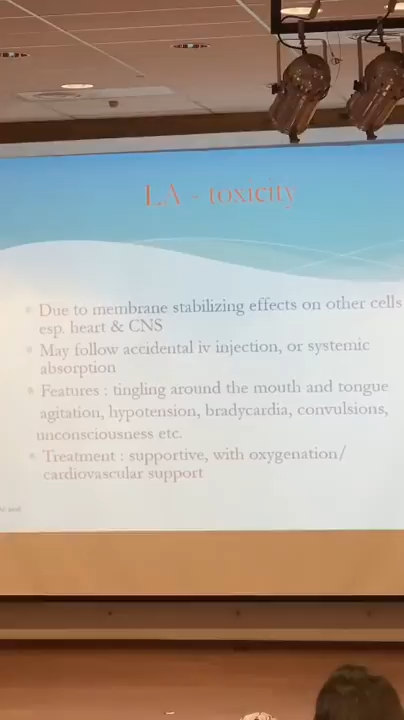 LA - toxicity
Due to membrane stabilizing effects on other cells
esp. heart & CNS
May follow accidental iv injection, or systemic
absorption
Features : tingling around the mouth and tongue
agitation, hypotension, bradycardia, convulsions,
unconsciousness etc.
Treatment : supportive, with oxygenation/
cardiovascular support